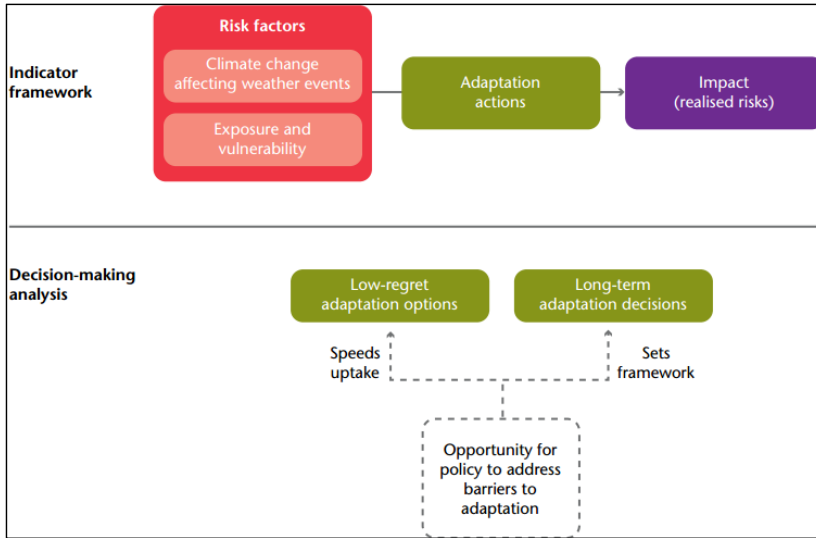 Indicator
framework
Risk factors
Climate change
affecting weather events
Exposure and
vulnerability
Adaptation
actions
Impact
(realised risks)
Decision-making
analysis
Low-regret
adaptation options
Long-term
adaptation decisions
Speeds
uptake
Sets
framework
Opportunity for
policy to address
barriers to
adaptation